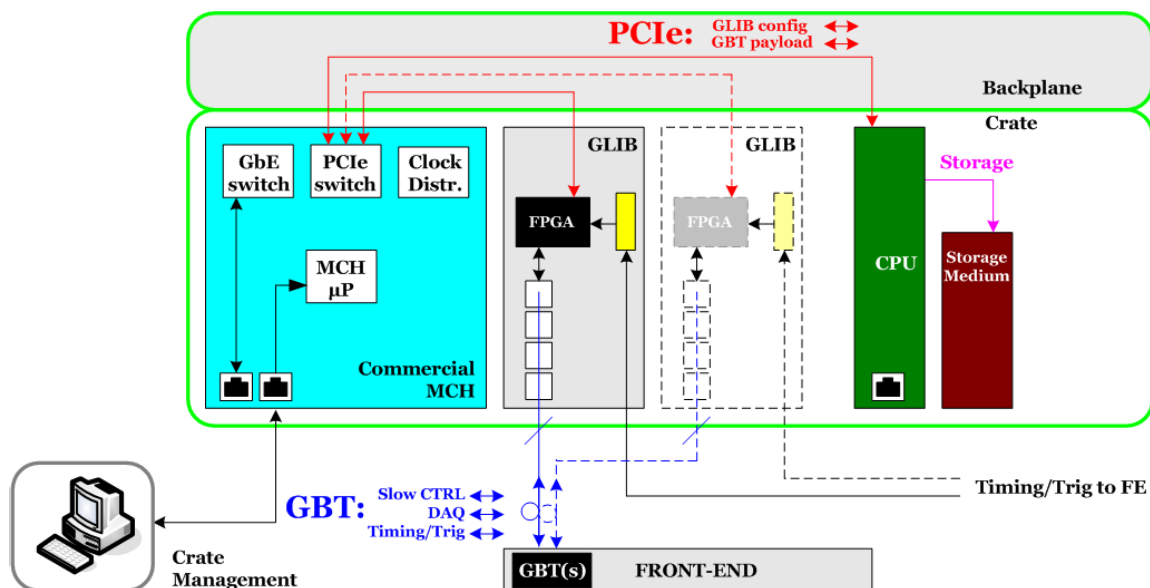 PCIe:
GLIB config
GBT payload
Backplane
Crate
GbE
switch
PCIe
switch
Clock
Distr.
GLIB
GLIB
Storage
FPGA
FPGA
MCH
µP
CPU
Storage
Medium
Commercial
MCH
GBT:
Slow CTRL
DAQ
Timing/Trig
Timing/Trig to FE
Crate
Management
GBT(s)
FRONT-END